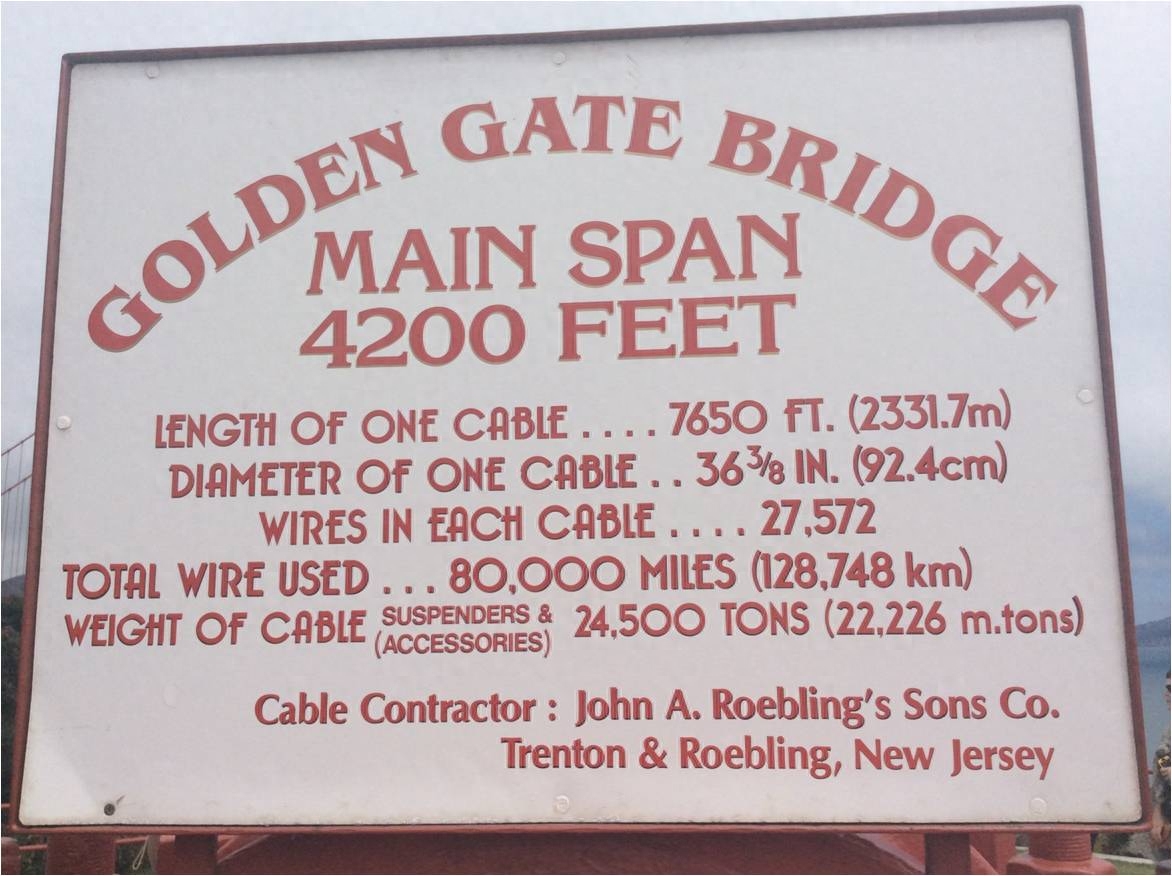 GOLDEN GATE BRIDGE
MAIN SPAN
4200 FEET
LENGTH OF ONE CABLE .... 7650 FT. (2331.7m)
DIAMETER OF ONE CABLE .. 36 3/8 IN. (92.4cm)
WIRES IN EACH CABLE .... 27,572
TOTAL WIRE USED ... 80,000 MILES (128,748 km)
WEIGHT OF CABLE SUSPENDERS & (ACCESSORIES) 24,500 TONS (22,226 m.tons)
Cable Contractor : John A. Roebling's Sons Co.
Trenton & Roebling, New Jersey